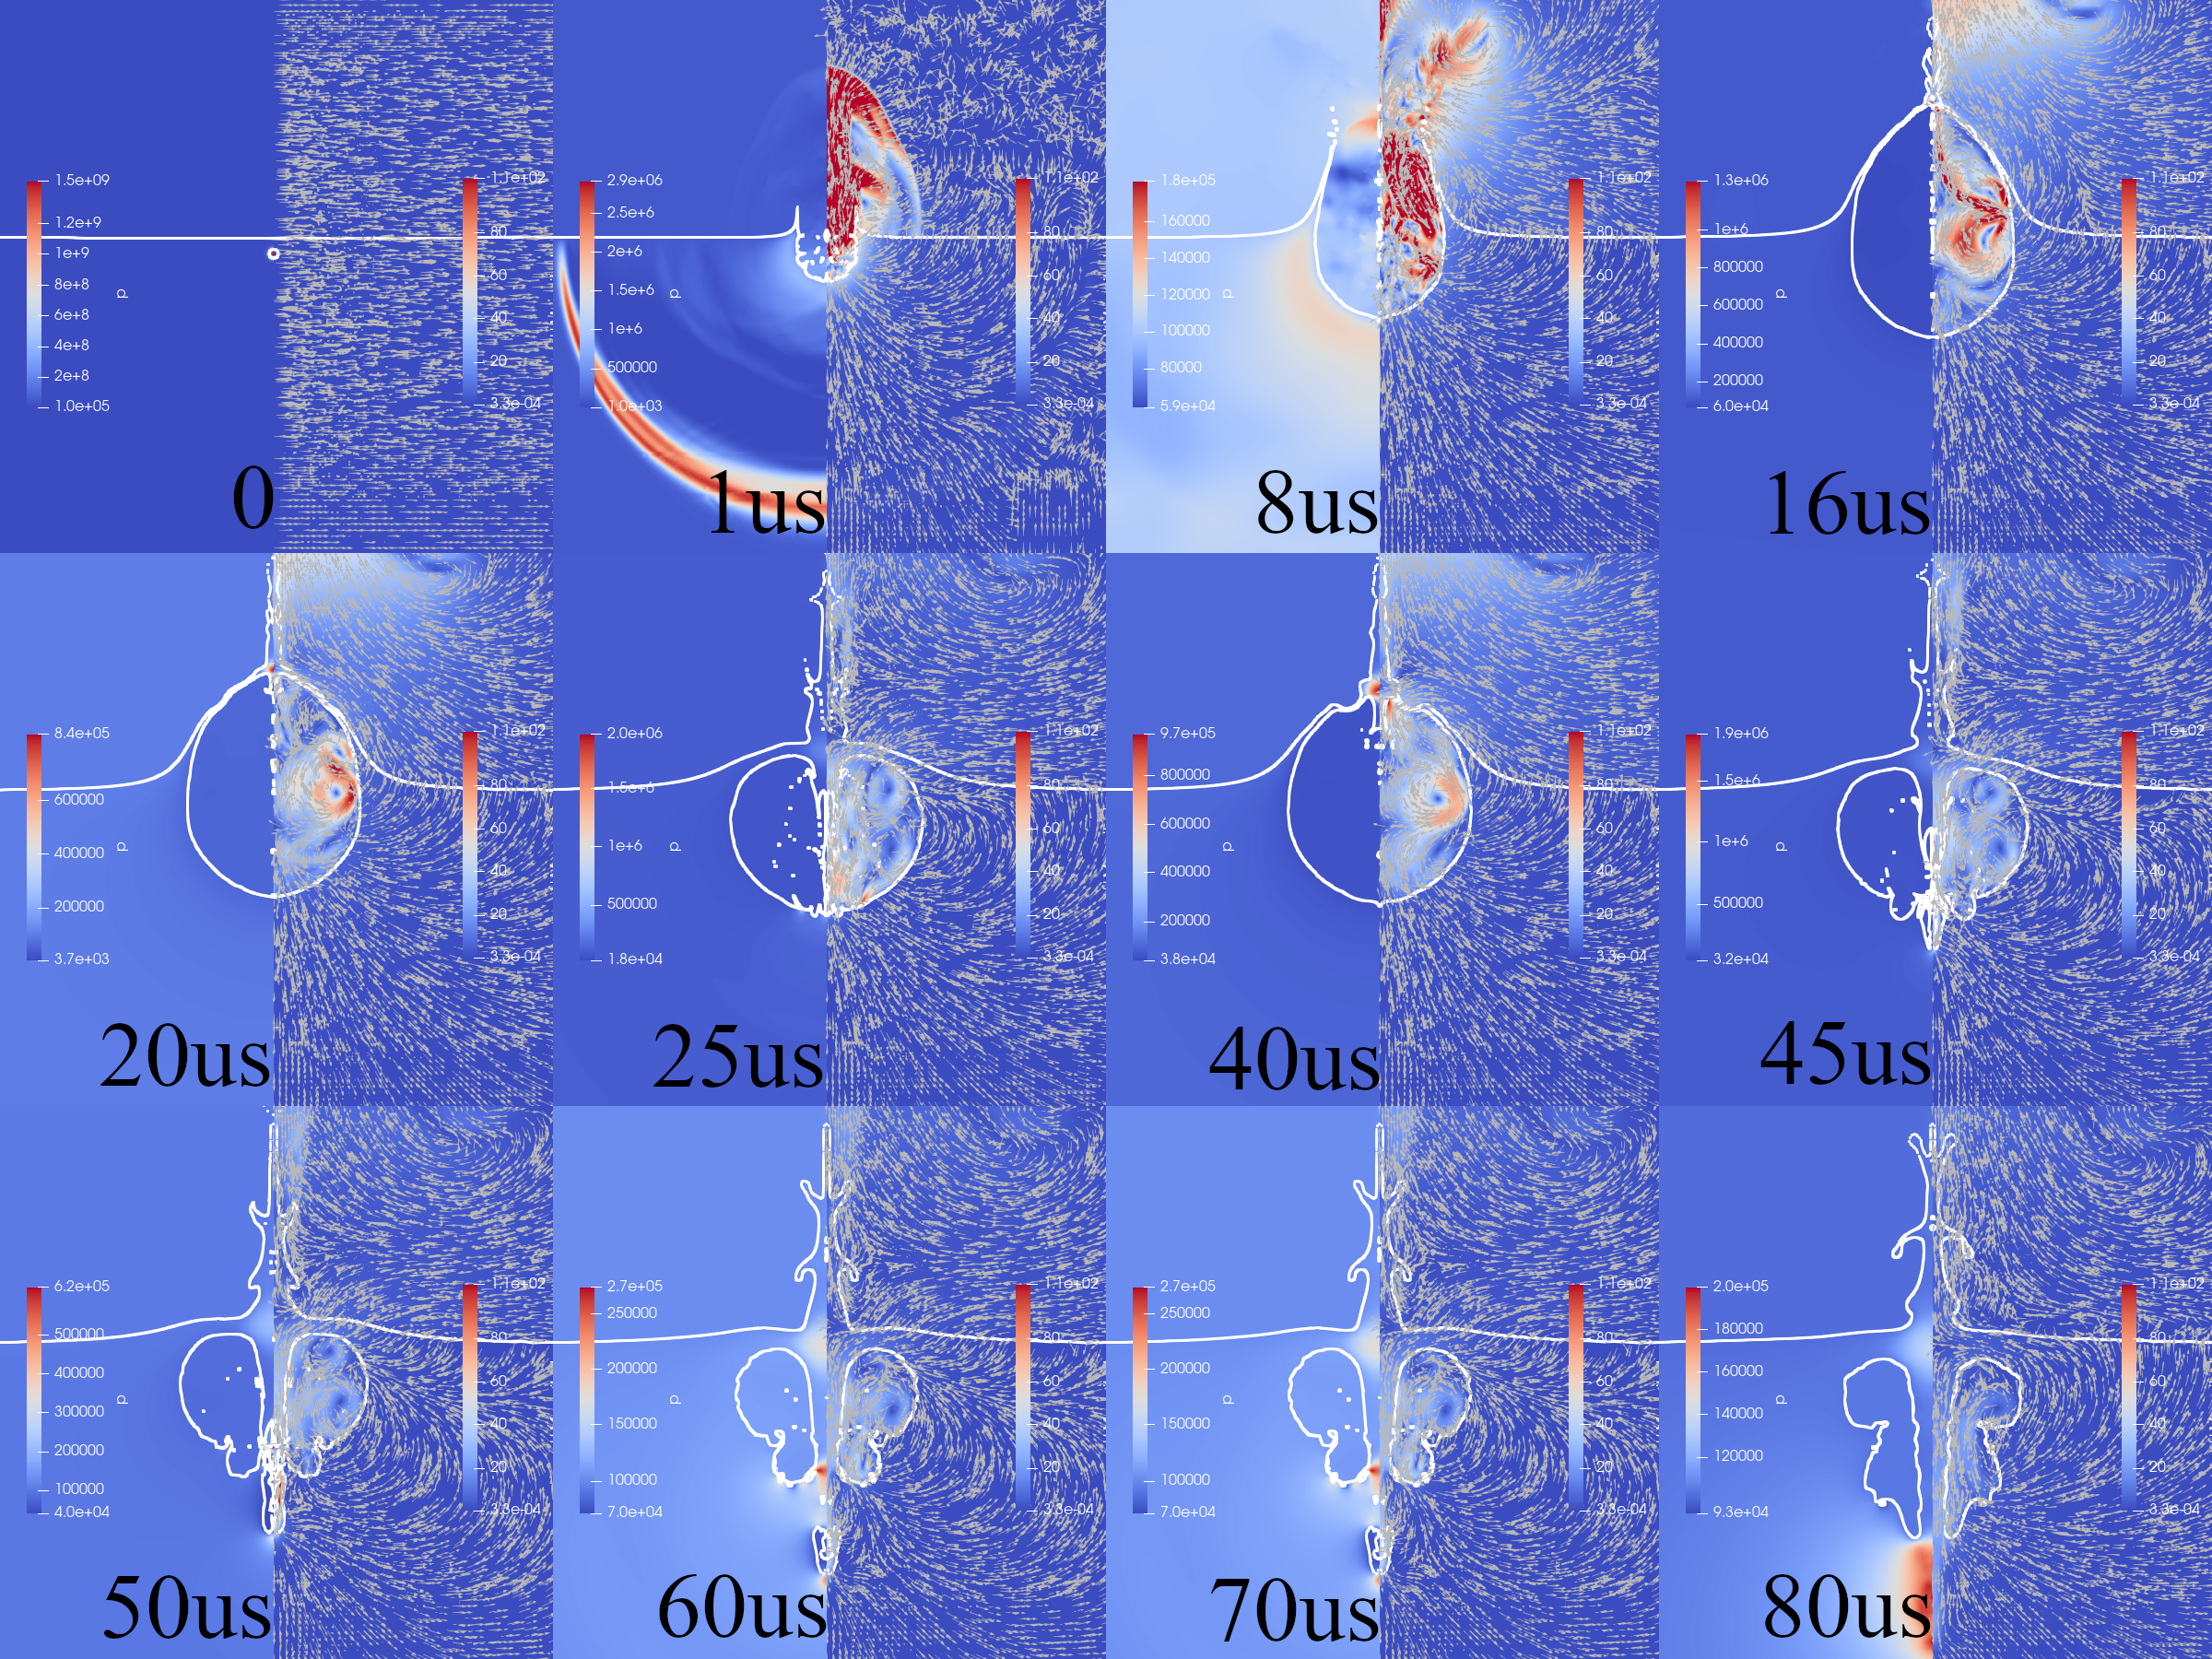 1.5e+09
1.2e+9
1e+9
8e+8
6e+8
4e+8
2e+8
1.0e+05
p
1.1e+02
80
60
40
20
3.3e-04
0
2.9e+06
2.5e+6
2e+6
1.5e+6
1e+6
500000
1.0e+03
p
1.1e+02
80
60
40
20
3.3e-04
1us
1.8e+05
160000
140000
120000
100000
80000
5.9e+04
p
1.1e+02
80
60
40
20
3.3e-04
8us
1.3e+06
1e+6
800000
600000
400000
200000
6.0e+04
p
1.1e+02
80
60
40
20
3.3e-04
16us
8.4e+05
600000
400000
200000
3.7e+03
p
1.1e+02
80
60
40
20
3.3e-04
20us
2.0e+06
1.5e+6
1e+6
500000
1.8e+04
p
1.1e+02
80
60
40
20
3.3e-04
25us
9.7e+05
800000
600000
400000
200000
3.8e+04
p
1.1e+02
80
60
40
20
3.3e-04
40us
1.9e+06
1.5e+6
1e+6
500000
3.2e+04
p
1.1e+02
80
60
40
20
3.3e-04
45us
6.2e+05
500000
400000
300000
200000
100000
4.0e+04
p
1.1e+02
80
60
40
20
3.3e-04
50us
2.7e+05
250000
200000
150000
100000
7.0e+04
p
1.1e+02
80
60
40
20
3.3e-04
60us
2.7e+05
250000
200000
150000
100000
7.0e+04
p
1.1e+02
80
60
40
20
3.3e-04
70us
2.0e+05
180000
160000
140000
120000
9.3e+04
p
1.1e+02
80
60
40
20
3.3e-04
80us